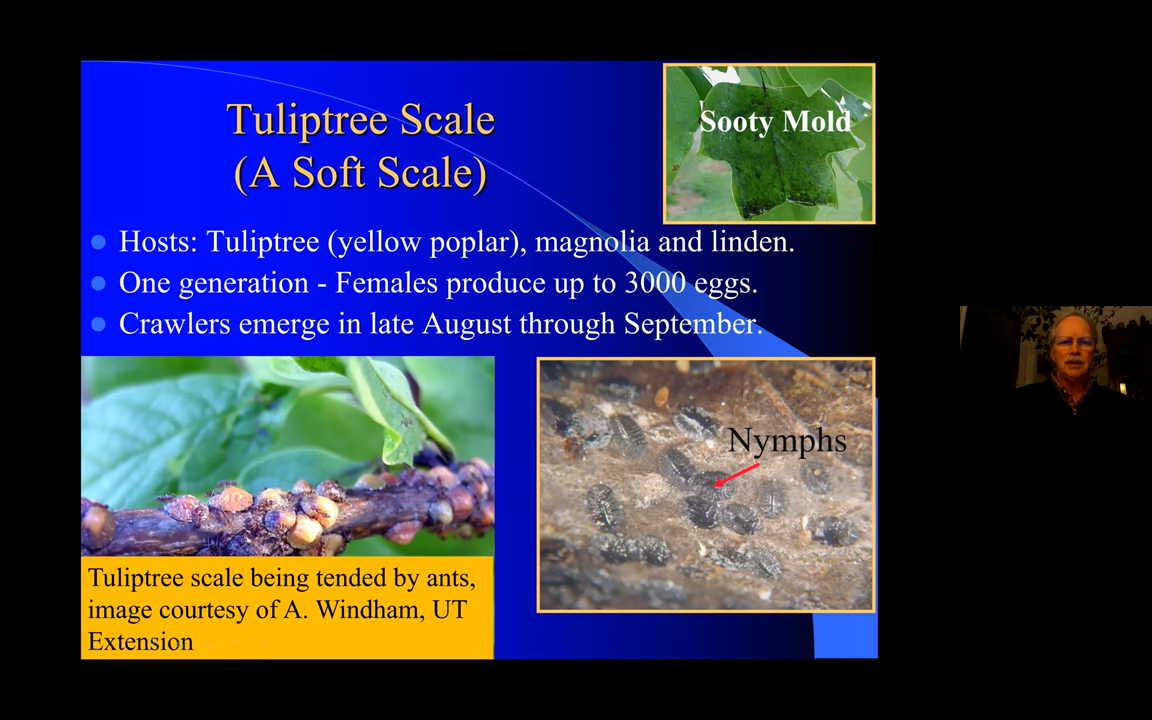 Tuliptree Scale
(A Soft Scale)
Sooty Mold
Hosts: Tuliptree (yellow poplar), magnolia and linden.
One generation - Females produce up to 3000 eggs.
Crawlers emerge in late August through September.
Nymphs
Tuliptree scale being tended by ants,
image courtesy of A. Windham, UT
Extension